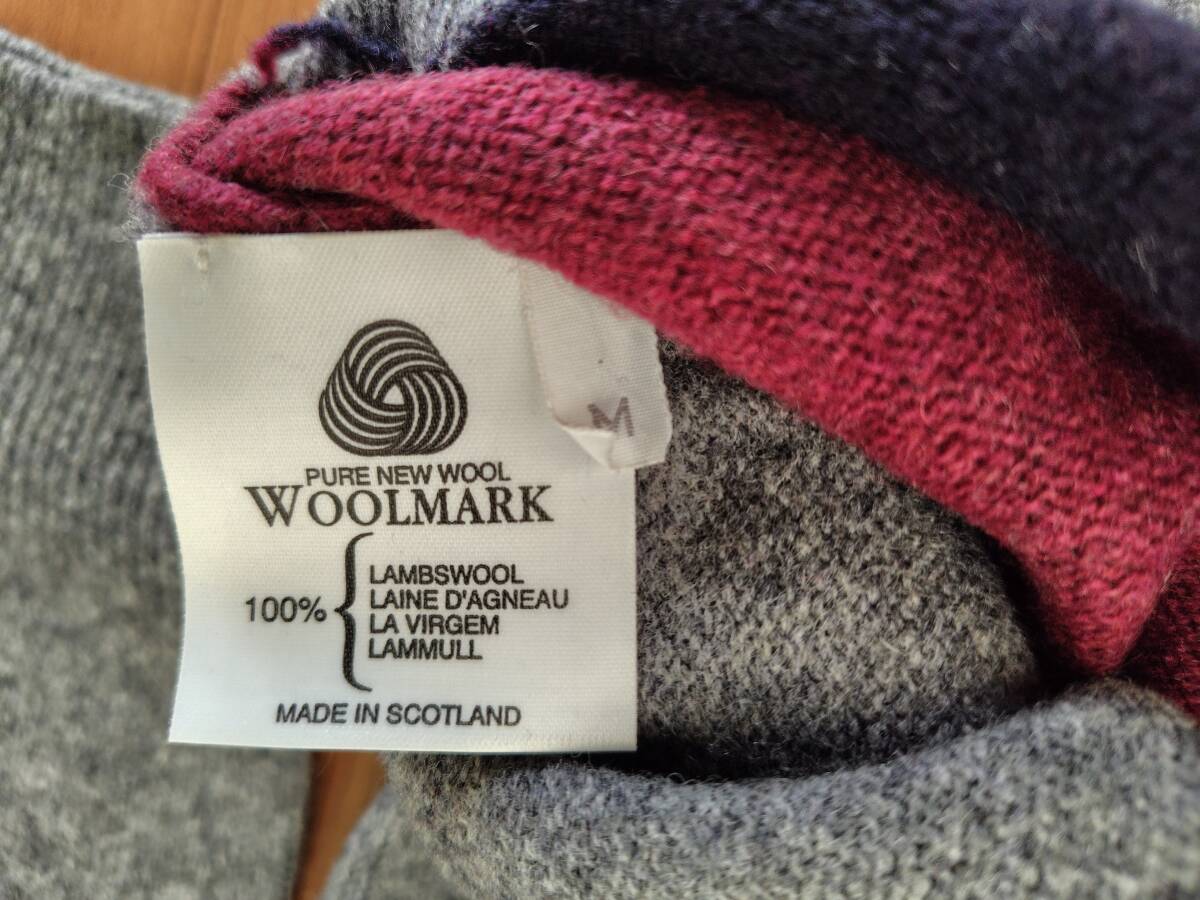 M
PURE NEW WOOL
WOOLMARK
100%
LAMBSWOOL
LAINE D'AGNEAU
LA VIRGEM
LAMMULL
MADE IN SCOTLAND